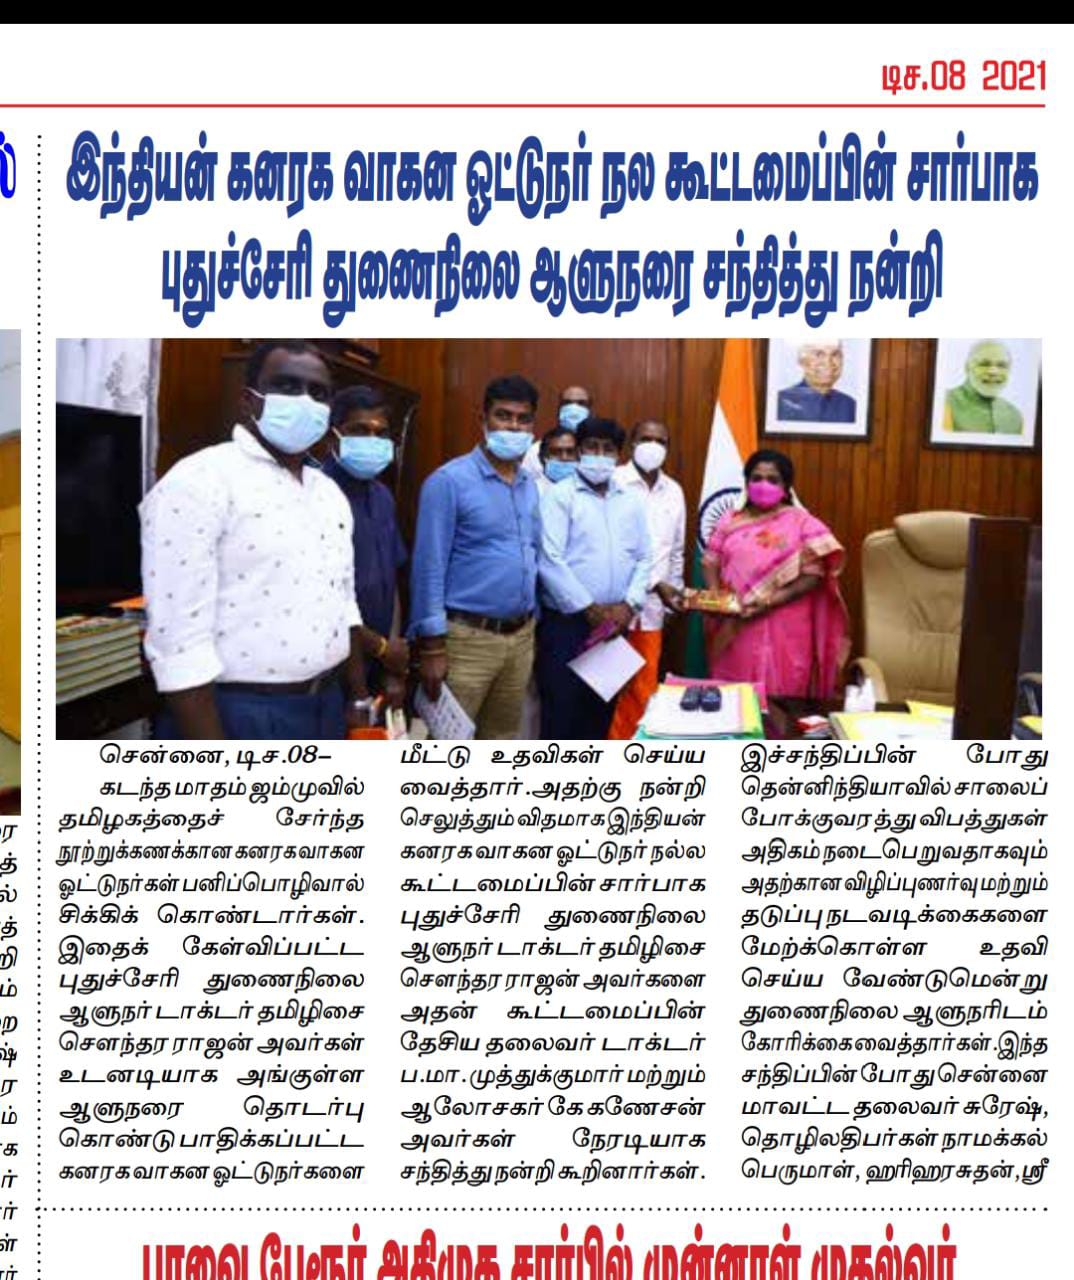 டிச.08 2021
இந்தியன் கனரக வாகன ஓட்டுநர் நல கூட்டமைப்பின் சார்பாக
புதுச்சேரி துணைநிலை ஆளுநரை சந்தித்து நன்றி
சென்னை, டிச.08–
கடந்த மாதம் ஜம்முவில்
தமிழகத்தைச் சேர்ந்த
நூற்றுக்கணக்கான கனரக வாகன
ஓட்டுநர்கள் பனிப்பொழிவால்
சிக்கிக் கொண்டார்கள்.
இதைக் கேள்விப்பட்ட
புதுச்சேரி துணைநிலை
ஆளுநர் டாக்டர் தமிழிசை
சௌந்தர ராஜன் அவர்கள்
உடனடியாக அங்குள்ள
ஆளுநரை தொடர்பு
கொண்டு பாதிக்கப்பட்ட
கனரக வாகன ஓட்டுநர்களை
மீட்டு உதவிகள் செய்ய
வைத்தார். அதற்கு நன்றி
செலுத்தும் விதமாக இந்தியன்
கனரக வாகன ஓட்டுநர் நல்ல
கூட்டமைப்பின் சார்பாக
புதுச்சேரி துணைநிலை
ஆளுநர் டாக்டர் தமிழிசை
சௌந்தர ராஜன் அவர்களை
அதன் கூட்டமைப்பின்
தேசிய தலைவர் டாக்டர்
ப.மா.முத்துக்குமார் மற்றும்
ஆலோசகர் கே கணேசன்
அவர்கள் நேரடியாக
சந்தித்து நன்றி கூறினார்கள்.
இச்சந்திப்பின் போது
தென்னிந்தியாவில் சாலைப்
போக்குவரத்து விபத்துகள்
அதிகம் நடைபெறுவதாகவும்
அதற்கான விழிப்புணர்வு மற்றும்
தடுப்பு நடவடிக்கைகளை
மேற்க்கொள்ள உதவி
செய்ய வேண்டுமென்று
துணைநிலை ஆளுநரிடம்
கோரிக்கை வைத்தார்கள்.இந்த
சந்திப்பின் போது சென்னை
மாவட்ட தலைவர் சுரேஷ்,
தொழிலதிபர்கள் நாமக்கல்
பெருமாள், ஹரிஹரசுதன்,ஸ்ரீ
பாவை பேரூர் அதிமுக சார்பில் முன்னாள் முதல்வர்